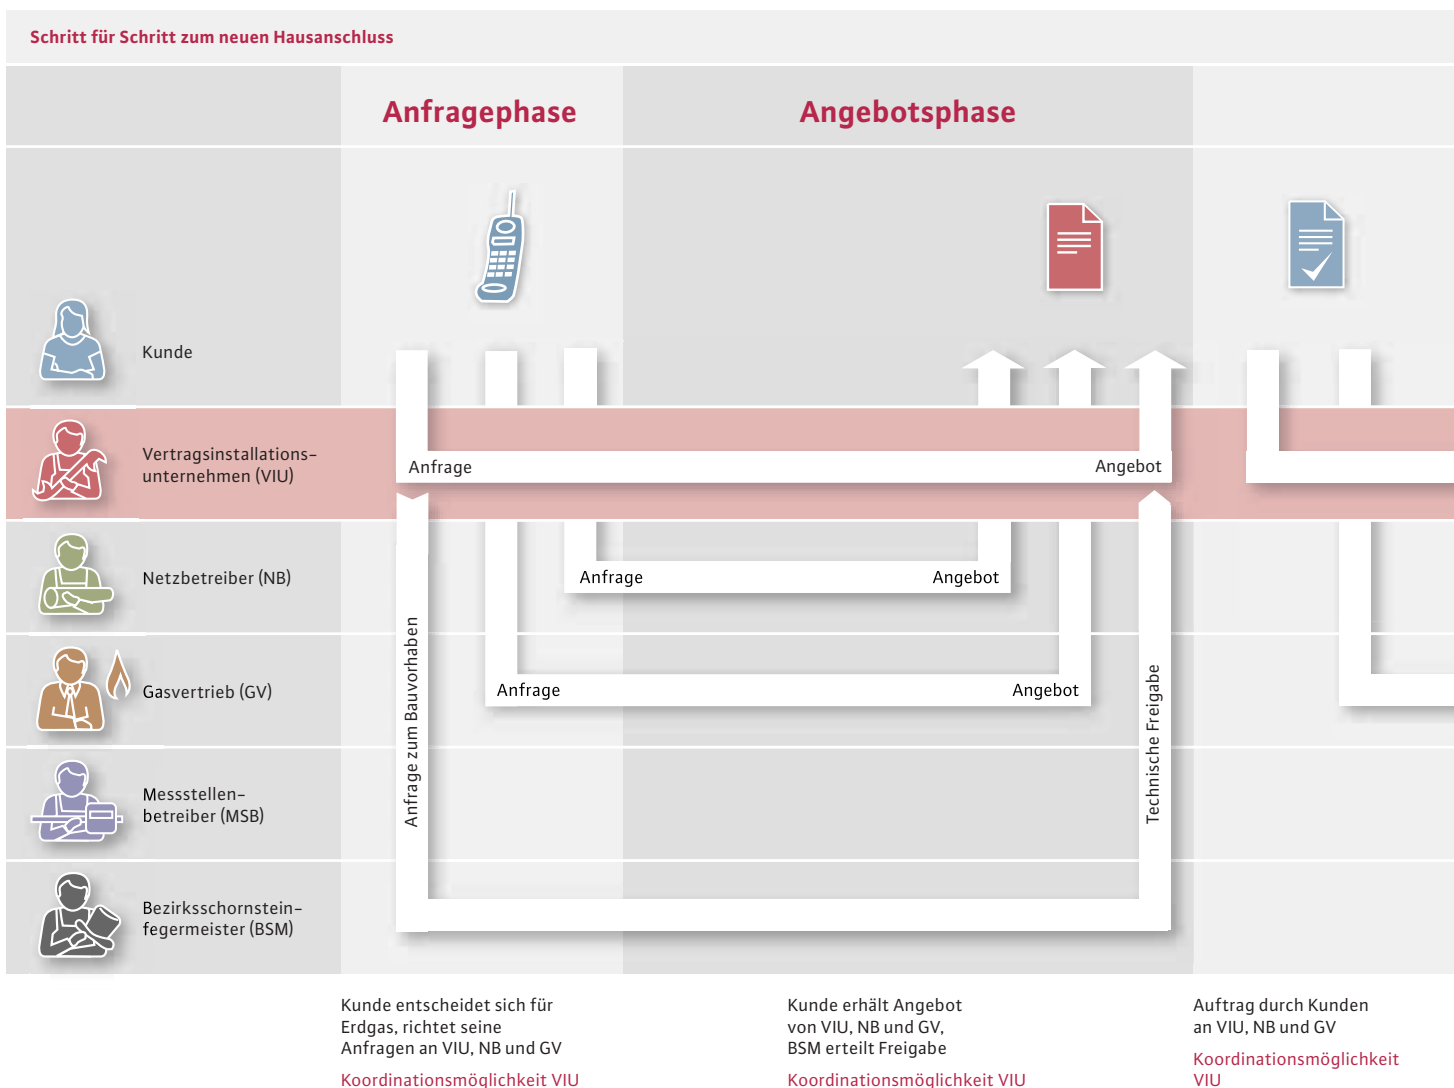 Schritt für Schritt zum neuen Hausanschluss
Anfragephase
Angebotsphase
Kunde
Vertragsinstallations-
unternehmen (VIU)
Anfrage
Angebot
Netzbetreiber (NB)
Anfrage
Angebot
Gasvertrieb (GV)
Anfrage
Angebot
Anfrage zum Bauvorhaben
Technische Freigabe
Messstellen-
betreiber (MSB)
Bezirksschornstein-
fegermeister (BSM)
Kunde entscheidet sich für
Erdgas, richtet seine
Anfragen an VIU, NB und GV
Koordinationsmöglichkeit VIU
Kunde erhält Angebot
von VIU, NB und GV,
BSM erteilt Freigabe
Koordinationsmöglichkeit VIU
Auftrag durch Kunden
an VIU, NB und GV
Koordinationsmöglichkeit
VIU